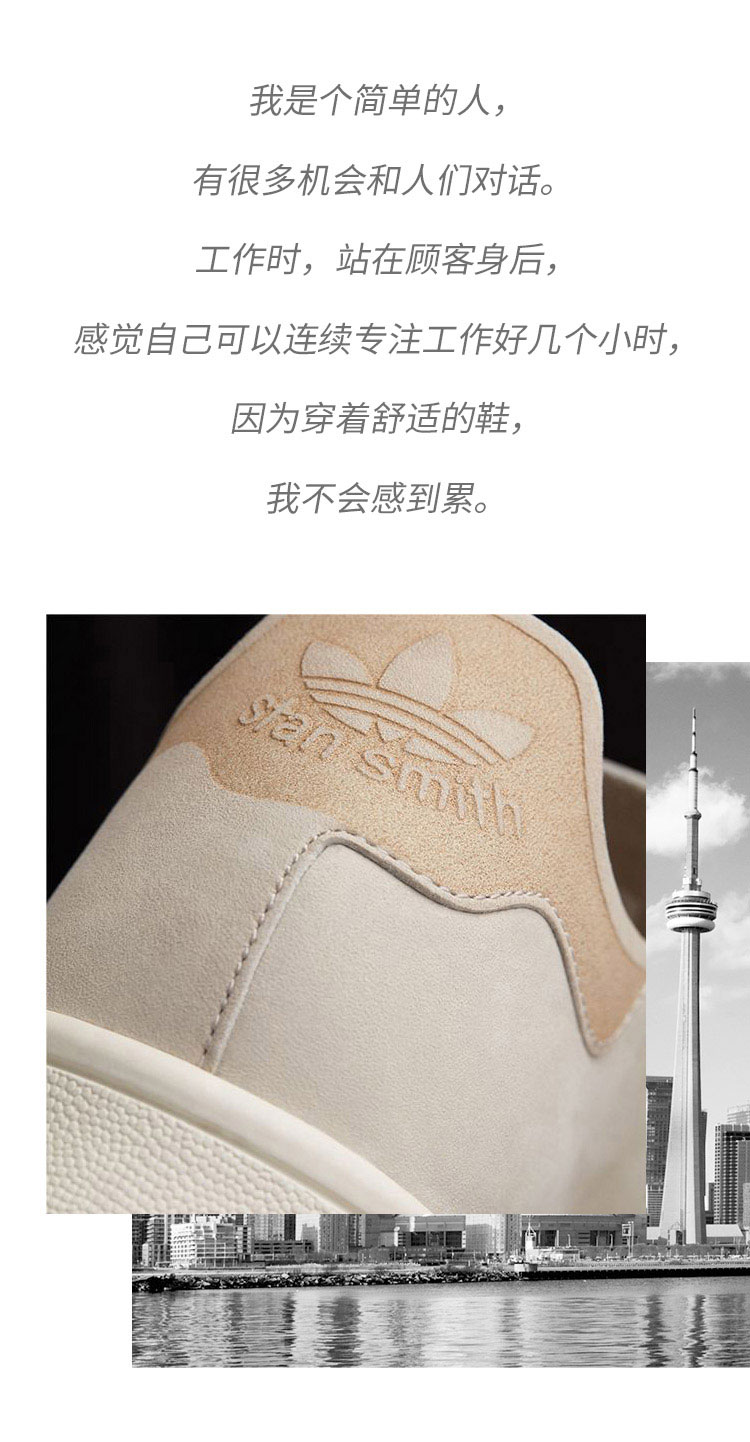 我是个简单的人，
有很多机会和人们对话。
工作时，站在顾客身后，
感觉自己可以连续专注工作好几个小时，
因为穿着舒适的鞋，
我不会感到累。
stan smith